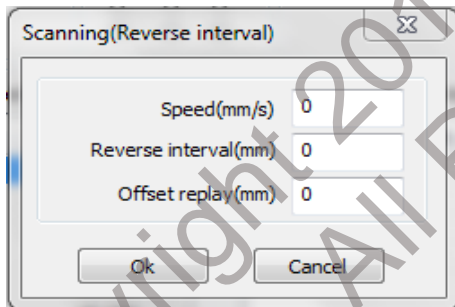 Scanning(Reverse interval)
Speed(mm/s) 0
Reverse interval(mm) 0
Offset replay(mm) 0
Ok Cancel